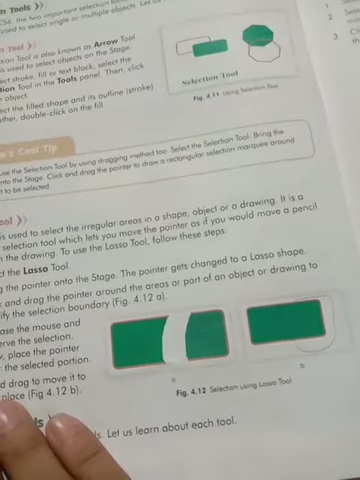 n Tools
CS6, the two important selection
used to select single or multiple objects. Let us
n Tool
tion Tool is also known as Arrow Tool
is used to select objects on the Stage
ect stroke, fill or text block, select the
tion Tool in the Tools panel. Then, click
object
ect the filled shape and its outline (stroke)
ther, double-click on the fill.
Selection Tool
Fig. 4.11 Using Selection Tool
's Cool Tip
use the Selection Tool by using dragging method too. Select the Selection Tool. Bring the
nto the Stage. Click and drag the pointer to draw a rectangular selection marquee around
t to be selected.
ool
is used to select the irregular areas in a shape, object or a drawing. It is a
selection tool which lets you move the pointer as if you would move a pencil
n the drawing. To use the Lasso Tool, follow these steps:
t the Lasso Tool
g the pointer onto the Stage. The pointer gets changed to a Lasso shape.
and drag the pointer around the areas or part of an object or drawing to
ify the selection boundary (Fig. 4.12 a).
ase the mouse and
erve the selection.
w, place the pointer
the selected portion.
d drag to move it to
place (Fig 4.12 b).
a
b
Fig. 4.12 Selection using Lasso Tool
ls
ls. Let us learn about each tool.
1
2
3